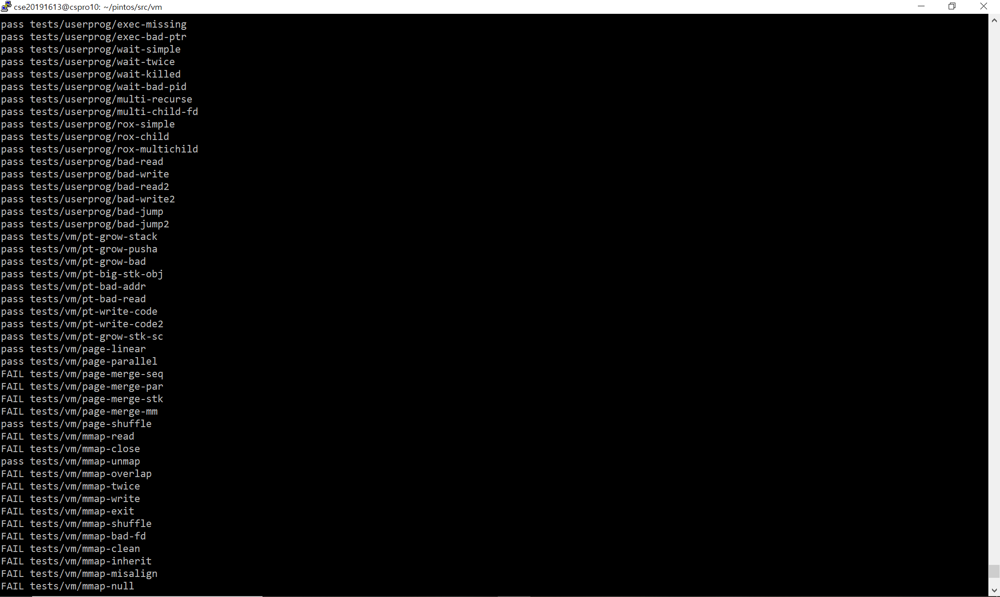 cse20191613@cspro10: ~/pintos/src/vm
pass tests/userprog/exec-missing
pass tests/userprog/exec-bad-ptr
pass tests/userprog/wait-simple
pass tests/userprog/wait-twice
pass tests/userprog/wait-killed
pass tests/userprog/wait-bad-pid
pass tests/userprog/multi-recurse
pass tests/userprog/multi-child-fd
pass tests/userprog/rox-simple
pass tests/userprog/rox-child
pass tests/userprog/rox-multichild
pass tests/userprog/bad-read
pass tests/userprog/bad-write
pass tests/userprog/bad-read2
pass tests/userprog/bad-write2
pass tests/userprog/bad-jump
pass tests/userprog/bad-jump2
pass tests/vm/pt-grow-stack
pass tests/vm/pt-grow-pusha
pass tests/vm/pt-grow-bad
pass tests/vm/pt-big-stk-obj
pass tests/vm/pt-bad-addr
pass tests/vm/pt-bad-read
pass tests/vm/pt-write-code
pass tests/vm/pt-write-code2
pass tests/vm/pt-grow-stk-sc
pass tests/vm/page-linear
pass tests/vm/page-parallel
FAIL tests/vm/page-merge-seq
FAIL tests/vm/page-merge-par
FAIL tests/vm/page-merge-stk
FAIL tests/vm/page-merge-mm
pass tests/vm/page-shuffle
FAIL tests/vm/mmap-read
FAIL tests/vm/mmap-close
pass tests/vm/mmap-unmap
FAIL tests/vm/mmap-overlap
FAIL tests/vm/mmap-twice
FAIL tests/vm/mmap-write
FAIL tests/vm/mmap-exit
FAIL tests/vm/mmap-shuffle
FAIL tests/vm/mmap-bad-fd
FAIL tests/vm/mmap-clean
FAIL tests/vm/mmap-inherit
FAIL tests/vm/mmap-misalign
FAIL tests/vm/mmap-null